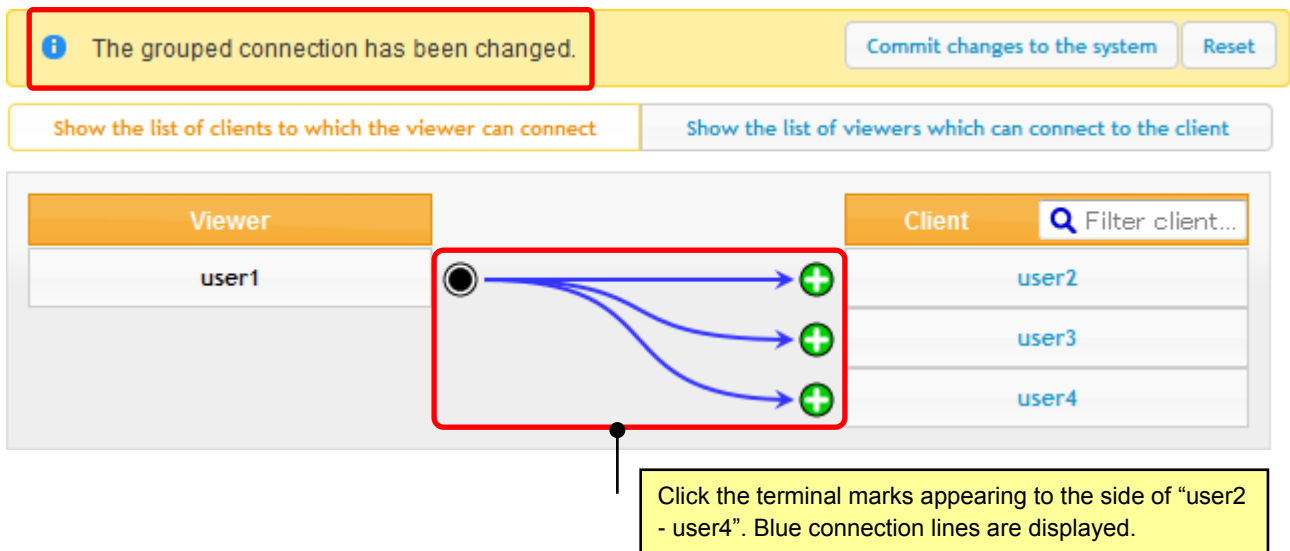 The grouped connection has been changed.
Commit changes to the system
Reset
Show the list of clients to which the viewer can connect
Show the list of viewers which can connect to the client
Viewer
Client
Filter client...
user1
user2
user3
user4
Click the terminal marks appearing to the side of “user2
- user4”. Blue connection lines are displayed.